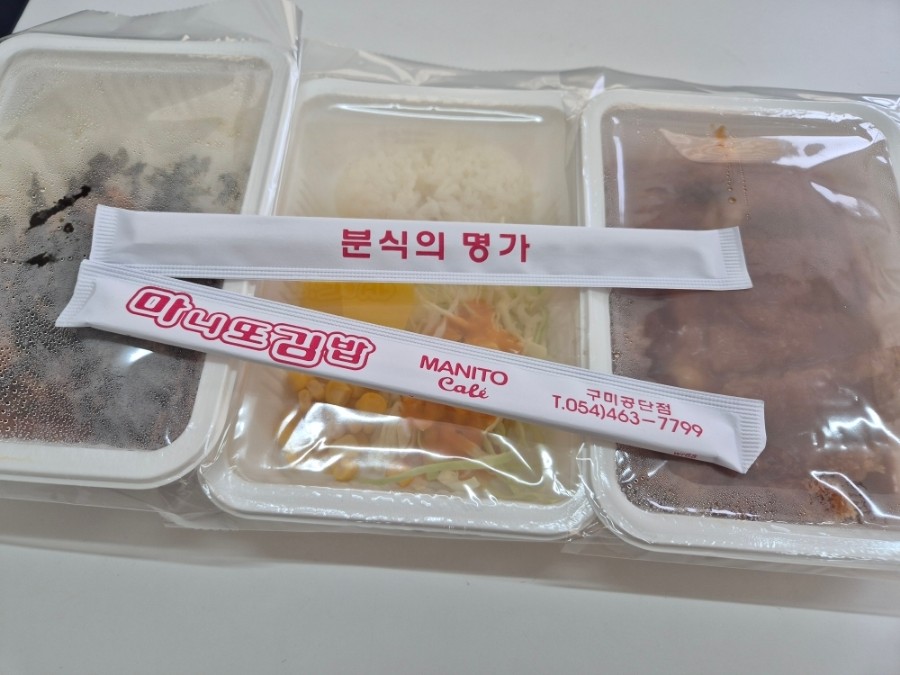 분식의 명가
마니또김밥
MANITO
Café
구미공단점
T.054)463-7799